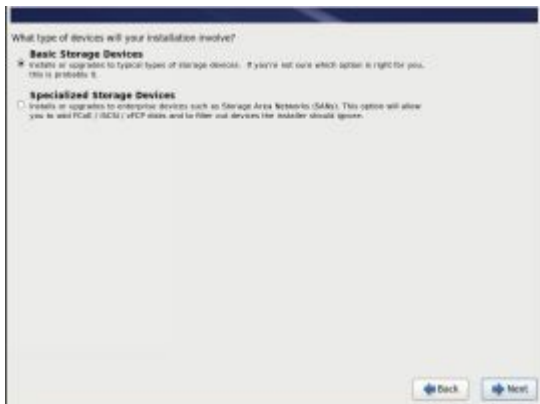 What type of devices will your installation involve?
Basic Storage Devices
Installs or upgrades to typical types of storage devices. If you're not sure which option is right for you,
this is probably it.
Specialized Storage Devices
Installs or upgrades to enterprise devices such as Storage Area Networks (SANs). This option will allow
you to add FCoE / iSCSI / zFCP disks and to filter out devices the installer should ignore.
Back
Next